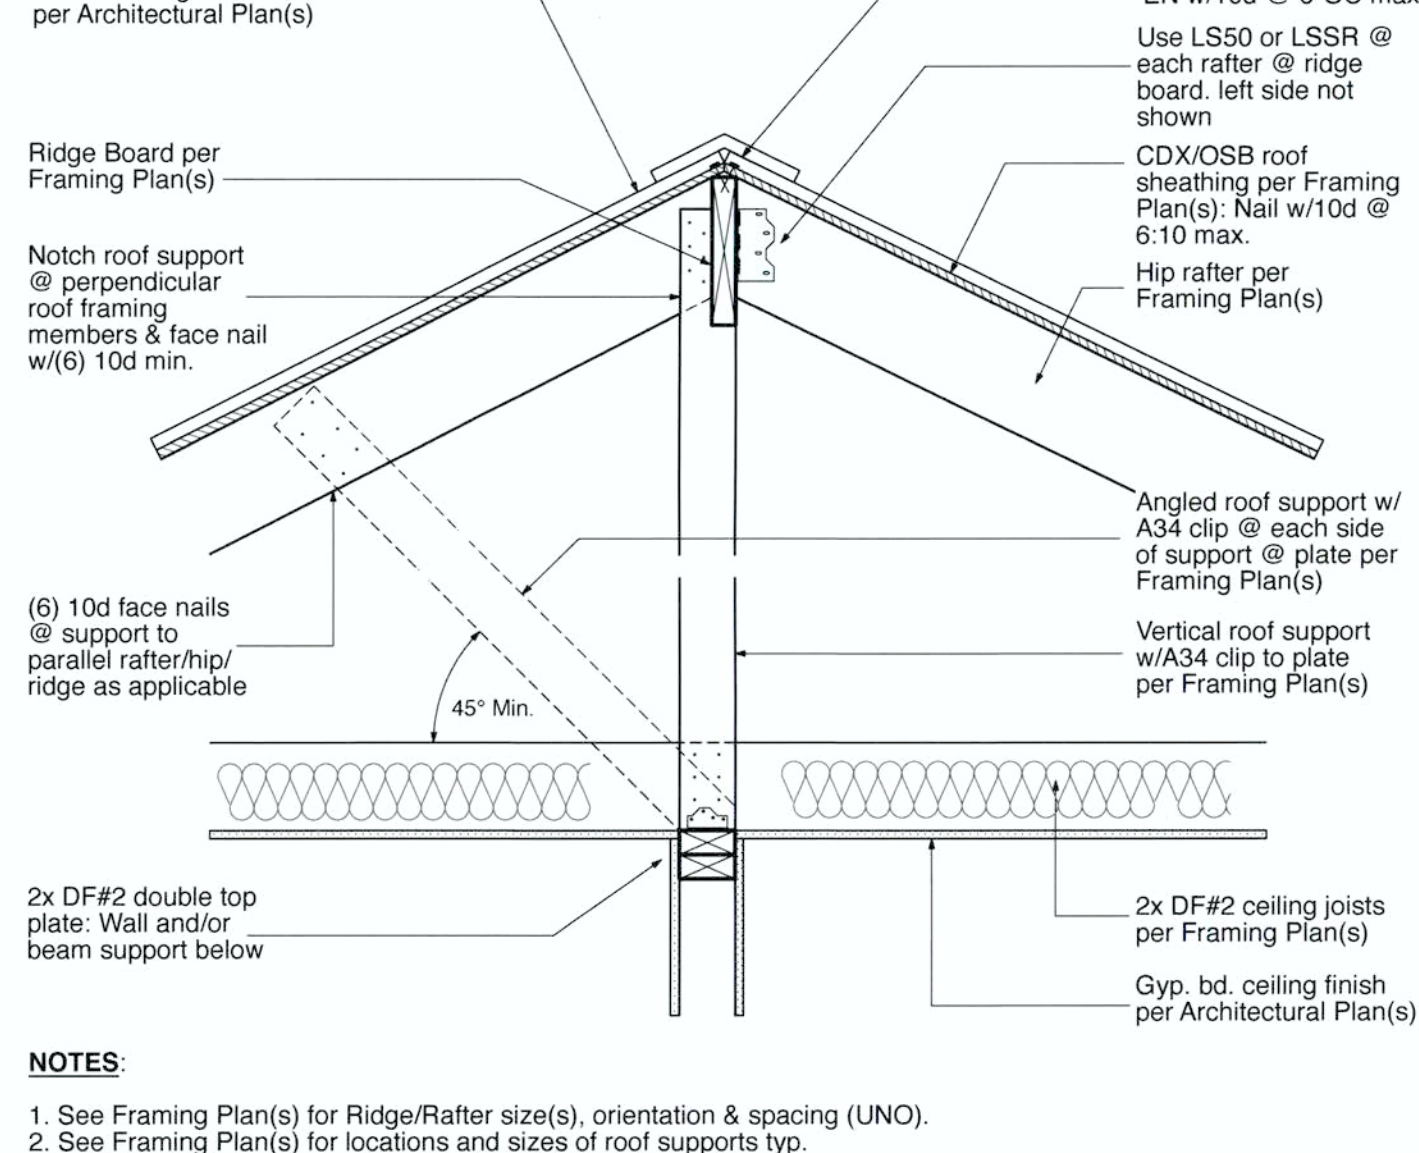 per Architectural Plan(s)
Ridge Board per
Framing Plan(s)
Notch roof support
@ perpendicular
roof framing
members & face nail
w/(6) 10d min.
(6) 10d face nails
@ support to
parallel rafter/hip/
ridge as applicable
45° Min.
2x DF#2 double top
plate: Wall and/or
beam support below
Use LS50 or LSSR @
each rafter @ ridge
board. left side not
shown
CDX/OSB roof
sheathing per Framing
Plan(s): Nail w/10d @
6:10 max.
Hip rafter per
Framing Plan(s)
Angled roof support w/
A34 clip @ each side
of support @ plate per
Framing Plan(s)
Vertical roof support
w/A34 clip to plate
per Framing Plan(s)
2x DF#2 ceiling joists
per Framing Plan(s)
Gyp. bd. ceiling finish
per Architectural Plan(s)
NOTES:
1. See Framing Plan(s) for Ridge/Rafter size(s), orientation & spacing (UNO).
2. See Framing Plan(s) for locations and sizes of roof supports typ.